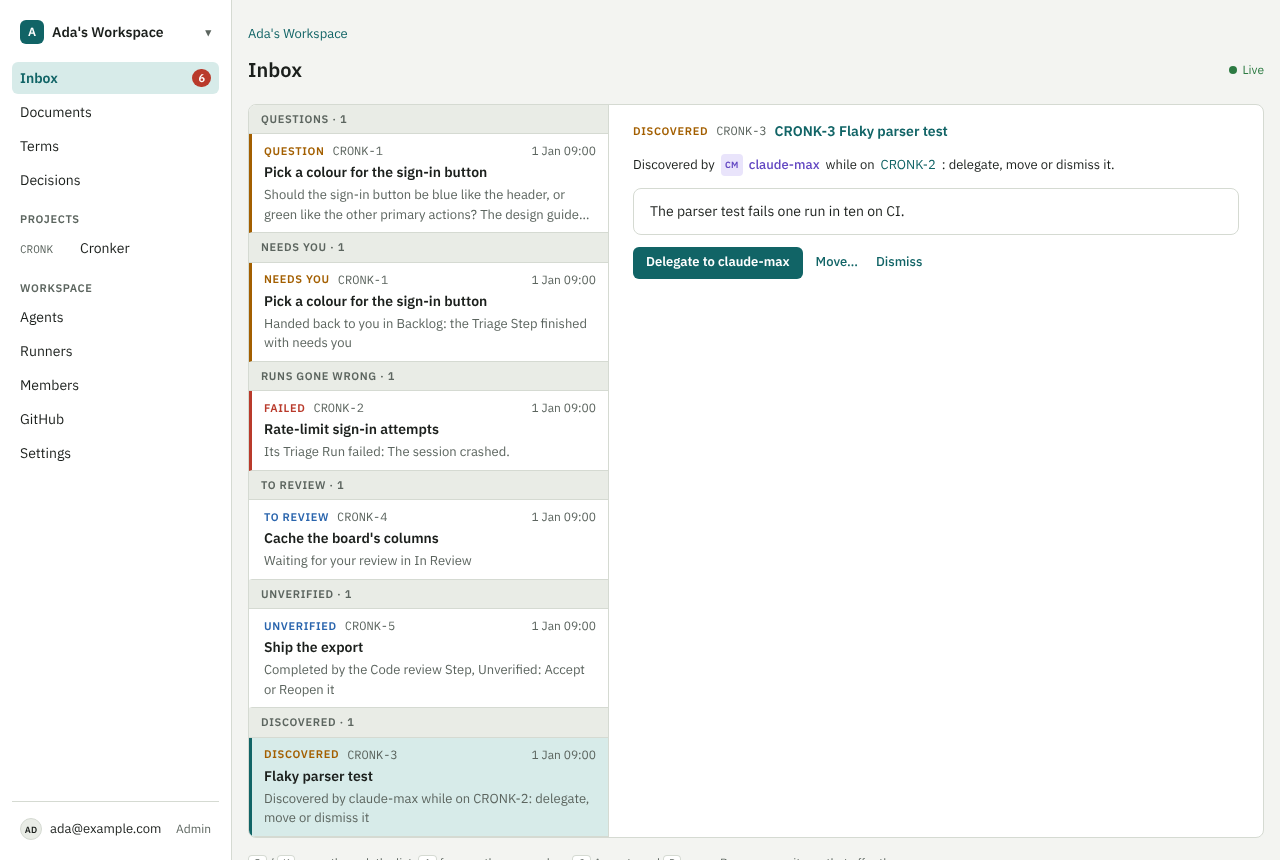 A Ada's Workspace ▾
Inbox 6
Documents
Terms
Decisions
PROJECTS
CRONK Cronker
WORKSPACE
Agents
Runners
Members
GitHub
Settings
AD ada@example.com Admin
Ada's Workspace
Inbox
Live
QUESTIONS · 1
QUESTION CRONK-1 1 Jan 09:00
Pick a colour for the sign-in button
Should the sign-in button be blue like the header, or
green like the other primary actions? The design guide…
NEEDS YOU · 1
NEEDS YOU CRONK-1 1 Jan 09:00
Pick a colour for the sign-in button
Handed back to you in Backlog: the Triage Step finished
with needs you
RUNS GONE WRONG · 1
FAILED CRONK-2 1 Jan 09:00
Rate-limit sign-in attempts
Its Triage Run failed: The session crashed.
TO REVIEW · 1
TO REVIEW CRONK-4 1 Jan 09:00
Cache the board's columns
Waiting for your review in In Review
UNVERIFIED · 1
UNVERIFIED CRONK-5 1 Jan 09:00
Ship the export
Completed by the Code review Step, Unverified: Accept
or Reopen it
DISCOVERED · 1
DISCOVERED CRONK-3 1 Jan 09:00
Flaky parser test
Discovered by claude-max while on CRONK-2: delegate,
move or dismiss it
DISCOVERED CRONK-3 CRONK-3 Flaky parser test
Discovered by CM claude-max while on CRONK-2 : delegate, move or dismiss it.
The parser test fails one run in ten on CI.
Delegate to claude-max Move… Dismiss